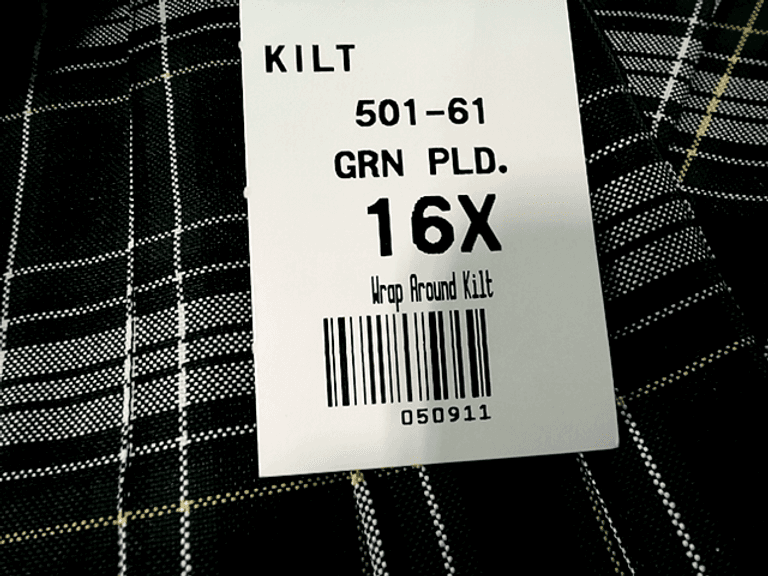 KILT
501-61
GRN PLD.
16X
Wrap Around Kilt
050911